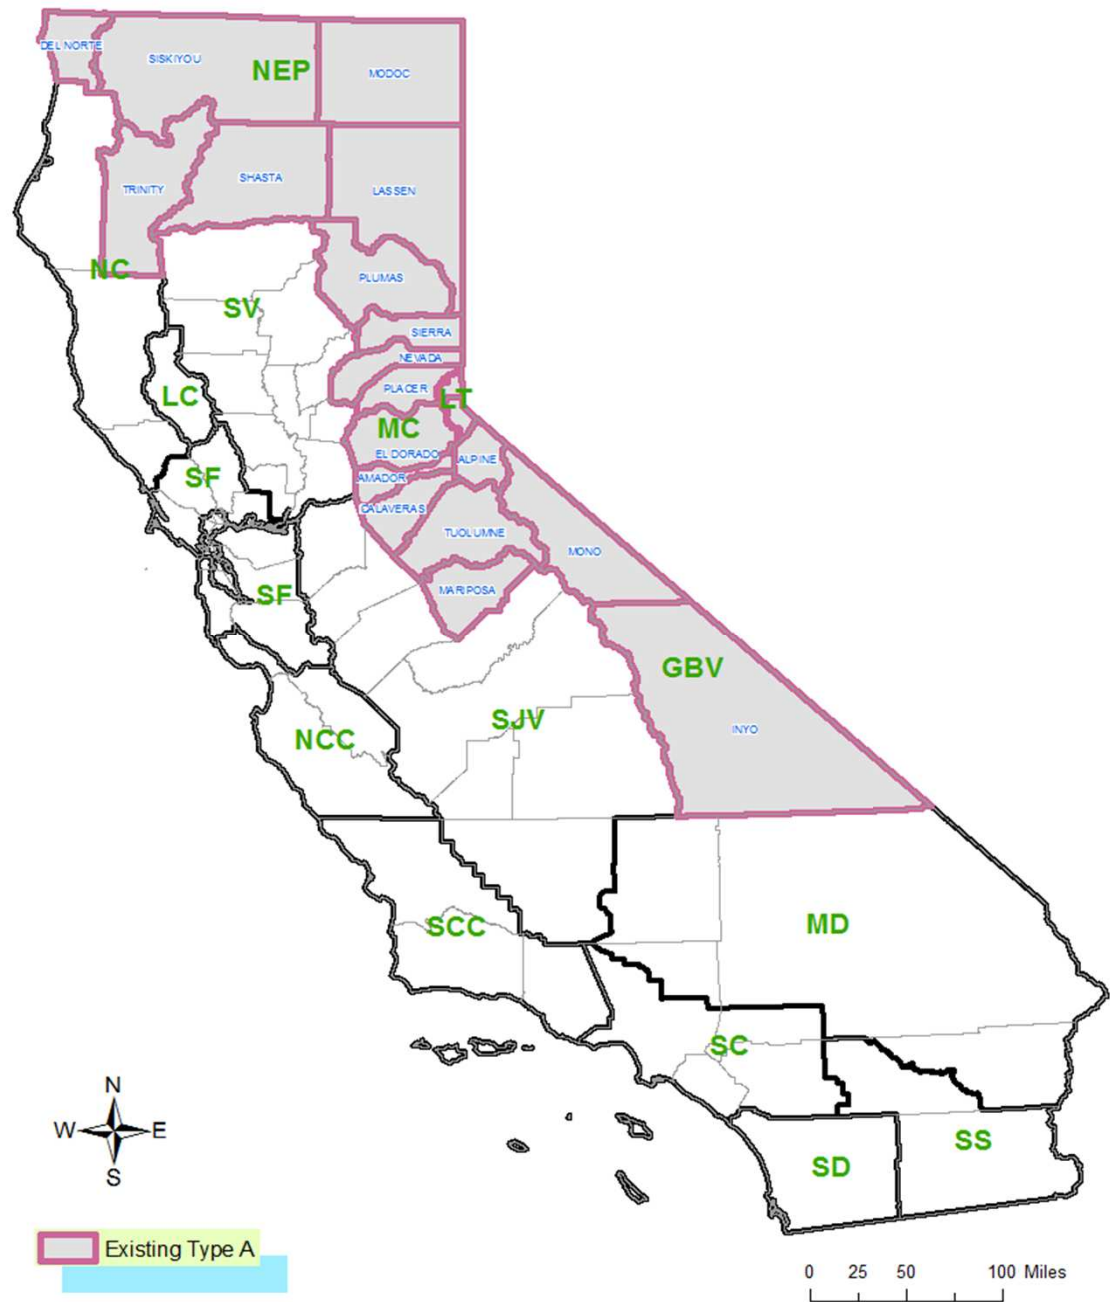 DEL NORTE
SISKIYOU
NEP
MODOC
TRINITY
SHASTA
LASSEN
NC
PLUMAS
SV
SIERRA
NEVADA
PLACER
LC
LT
MC
EL DORADO
ALPINE
SF
AMADOR
CALAVERAS
TUOLUMNE
MONO
SF
MARIPOSA
GBV
SJV
INYO
NCC
SCC
MD
SC
N
W E
S
SS
SD
Existing Type A
0 25 50 100 Miles